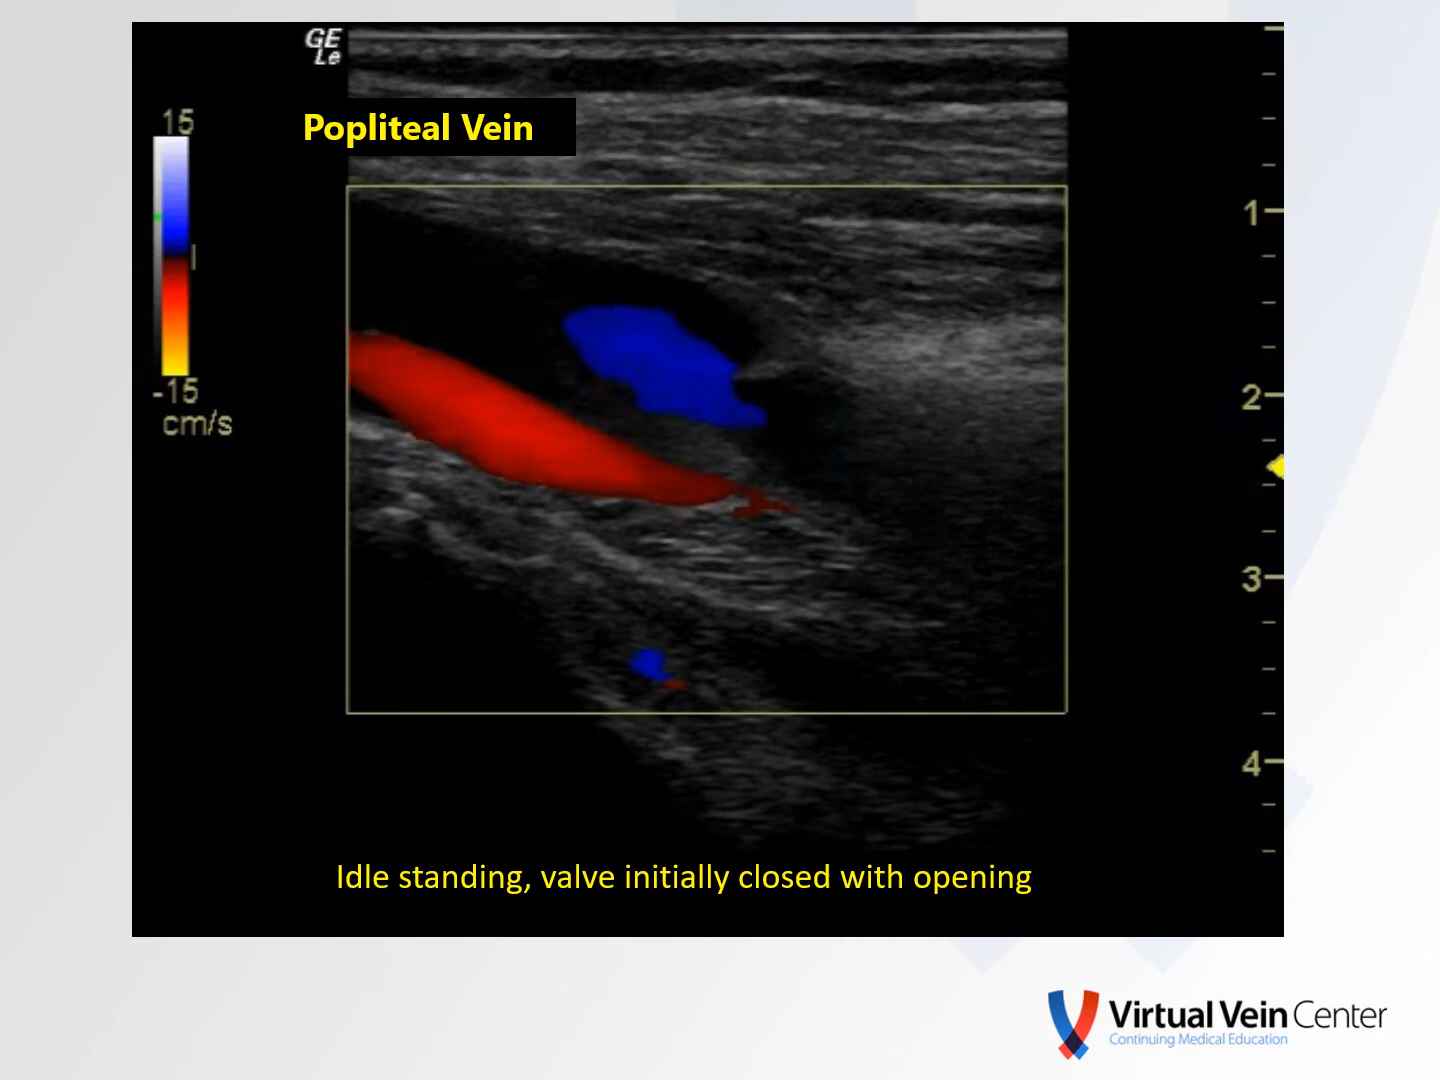 GE
Le
Popliteal Vein
15
-15
cm/s
1
2
3
4
Idle standing, valve initially closed with opening
Virtual Vein Center
Continuing Medical Education